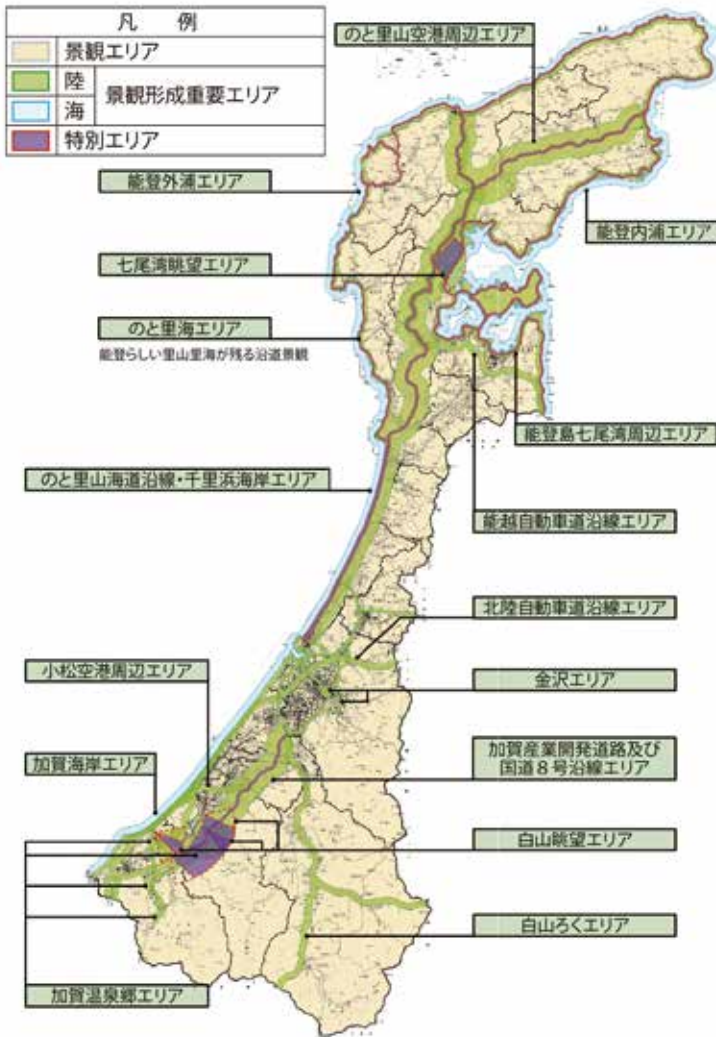 凡 例
景観エリア
陸
海
景観形成重要エリア
特別エリア
のと里山空港周辺エリア
能登外浦エリア
能登内浦エリア
七尾湾眺望エリア
のと里海エリア
能登らしい里山里海が残る沿道景観
能登島七尾湾周辺エリア
のと里山海道沿線・千里浜海岸エリア
能越自動車道沿線エリア
北陸自動車道沿線エリア
小松空港周辺エリア
金沢エリア
加賀海岸エリア
加賀産業開発道路及び
国道8号沿線エリア
白山眺望エリア
白山ろくエリア
加賀温泉郷エリア